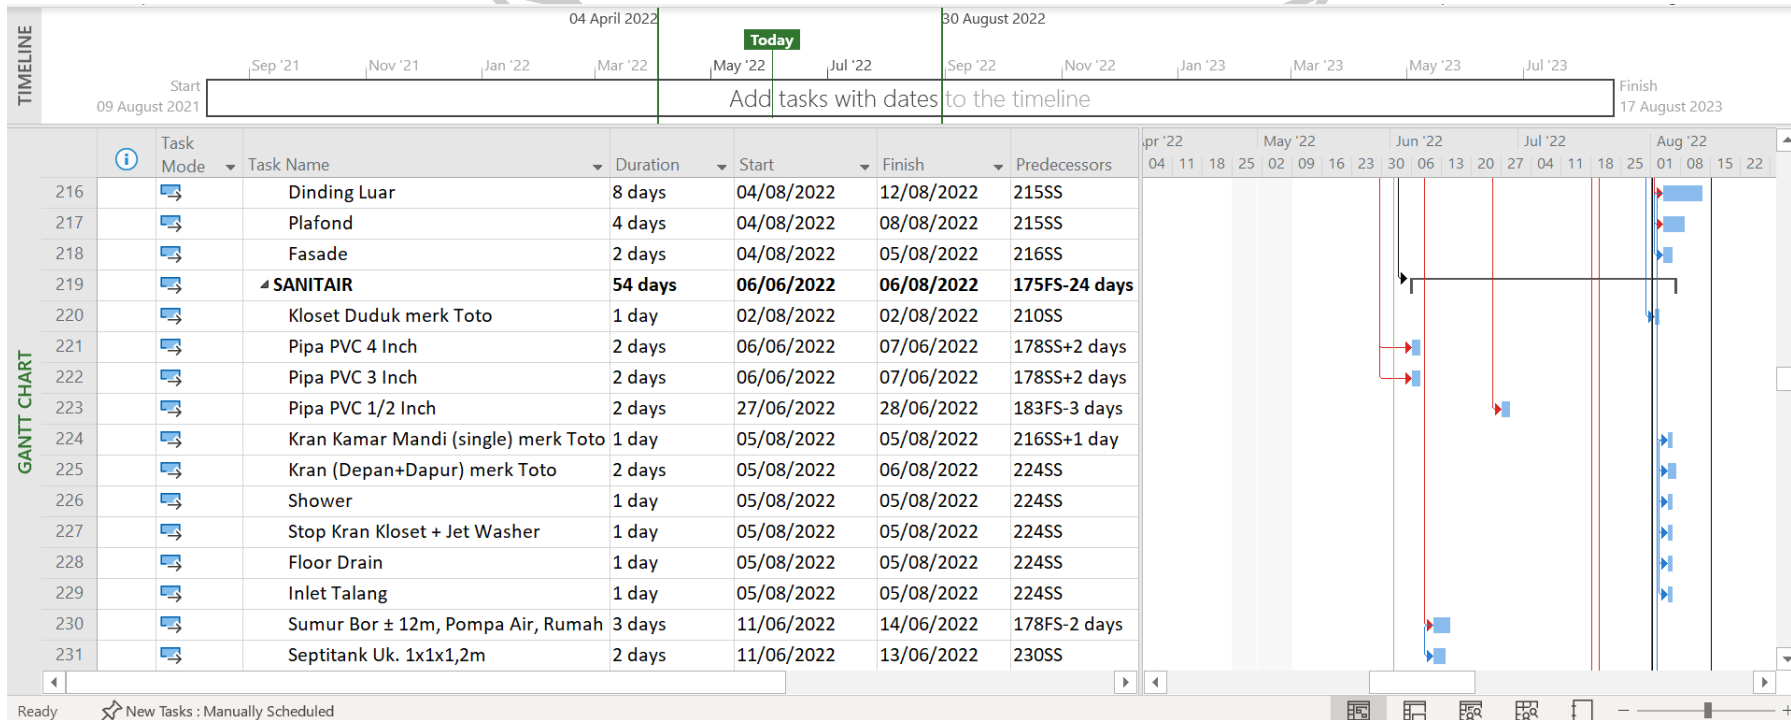 04 April 2022 30 August 2022
Today
Sep '21 Nov '21 Jan '22 Mar '22 May '22 Jul '22 Sep '22 Nov '22 Jan '23 Mar '23 May '23 Jul '23
TIMELINE
Start
09 August 2021
Add tasks with dates to the timeline
Finish
17 August 2023
GANTT CHART
Task Mode Task Name Duration Start Finish Predecessors
pr '22 May '22 Jun '22 Jul '22 Aug '22
04 11 18 25 02 09 16 23 30 06 13 20 27 04 11 18 25 01 08 15 22
216 Dinding Luar 8 days 04/08/2022 12/08/2022 215SS
217 Plafond 4 days 04/08/2022 08/08/2022 215SS
218 Fasade 2 days 04/08/2022 05/08/2022 216SS
219 SANITAIR 54 days 06/06/2022 06/08/2022 175FS-24 days
220 Kloset Duduk merk Toto 1 day 02/08/2022 02/08/2022 210SS
221 Pipa PVC 4 Inch 2 days 06/06/2022 07/06/2022 178SS+2 days
222 Pipa PVC 3 Inch 2 days 06/06/2022 07/06/2022 178SS+2 days
223 Pipa PVC 1/2 Inch 2 days 27/06/2022 28/06/2022 183FS-3 days
224 Kran Kamar Mandi (single) merk Toto 1 day 05/08/2022 05/08/2022 216SS+1 day
225 Kran (Depan+Dapur) merk Toto 2 days 05/08/2022 06/08/2022 224SS
226 Shower 1 day 05/08/2022 05/08/2022 224SS
227 Stop Kran Kloset + Jet Washer 1 day 05/08/2022 05/08/2022 224SS
228 Floor Drain 1 day 05/08/2022 05/08/2022 224SS
229 Inlet Talang 1 day 05/08/2022 05/08/2022 224SS
230 Sumur Bor ± 12m, Pompa Air, Rumah 3 days 11/06/2022 14/06/2022 178FS-2 days
231 Septitank Uk. 1x1x1,2m 2 days 11/06/2022 13/06/2022 230SS
Ready New Tasks : Manually Scheduled